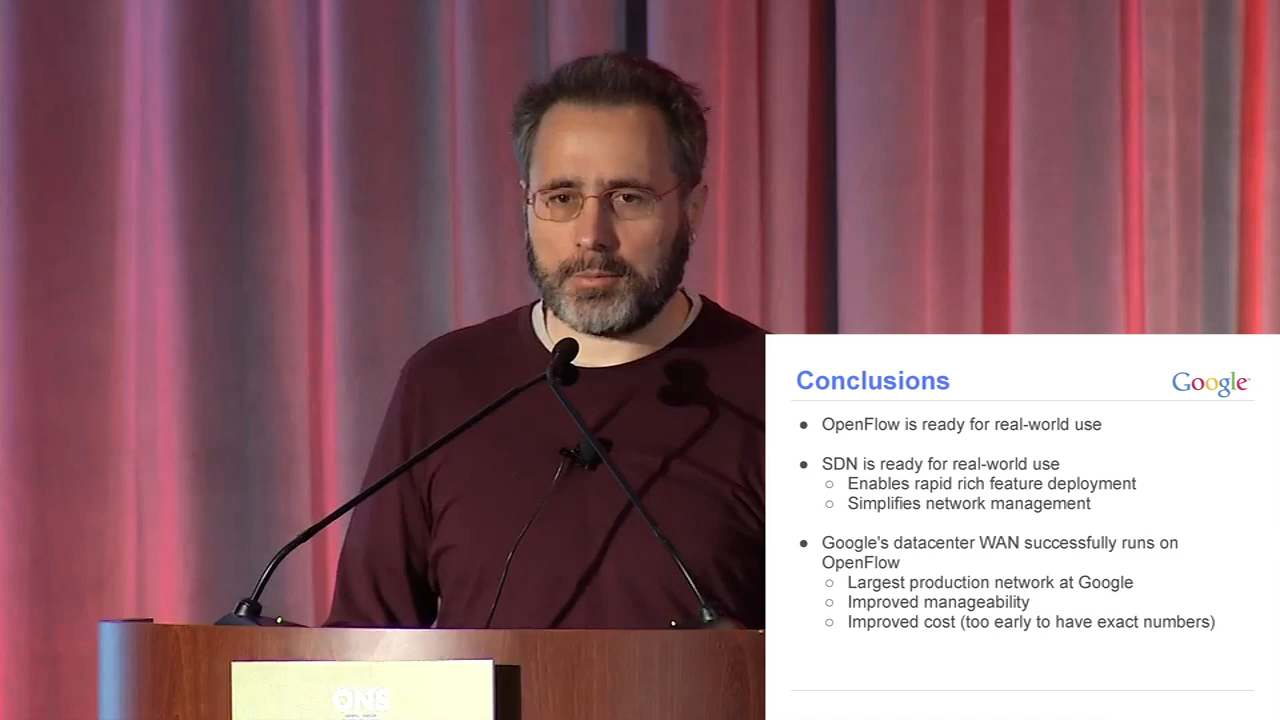 Conclusions
Google
● OpenFlow is ready for real-world use
● SDN is ready for real-world use
○ Enables rapid rich feature deployment
○ Simplifies network management
● Google's datacenter WAN successfully runs on
OpenFlow
○ Largest production network at Google
○ Improved manageability
○ Improved cost (too early to have exact numbers)
ONS